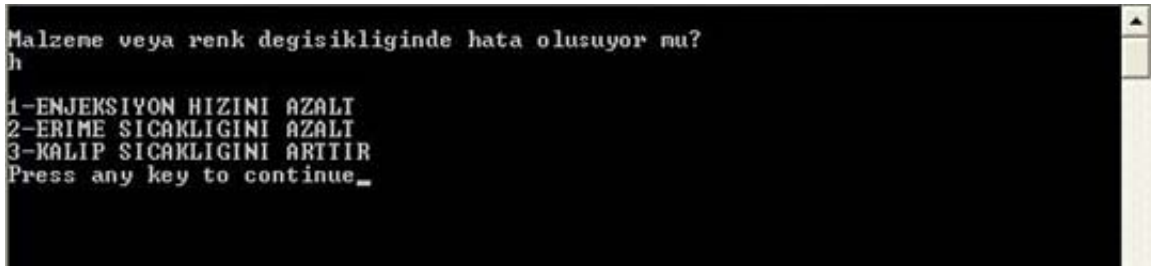 Malzeme veya renk degisikliginde hata olusuyor mu?
h
1-ENJEKSIYON HIZINI AZALT
2-ERIME SICAKLIGINI AZALT
3-KALIP SICAKLIGINI ARTTIR
Press any key to continue_